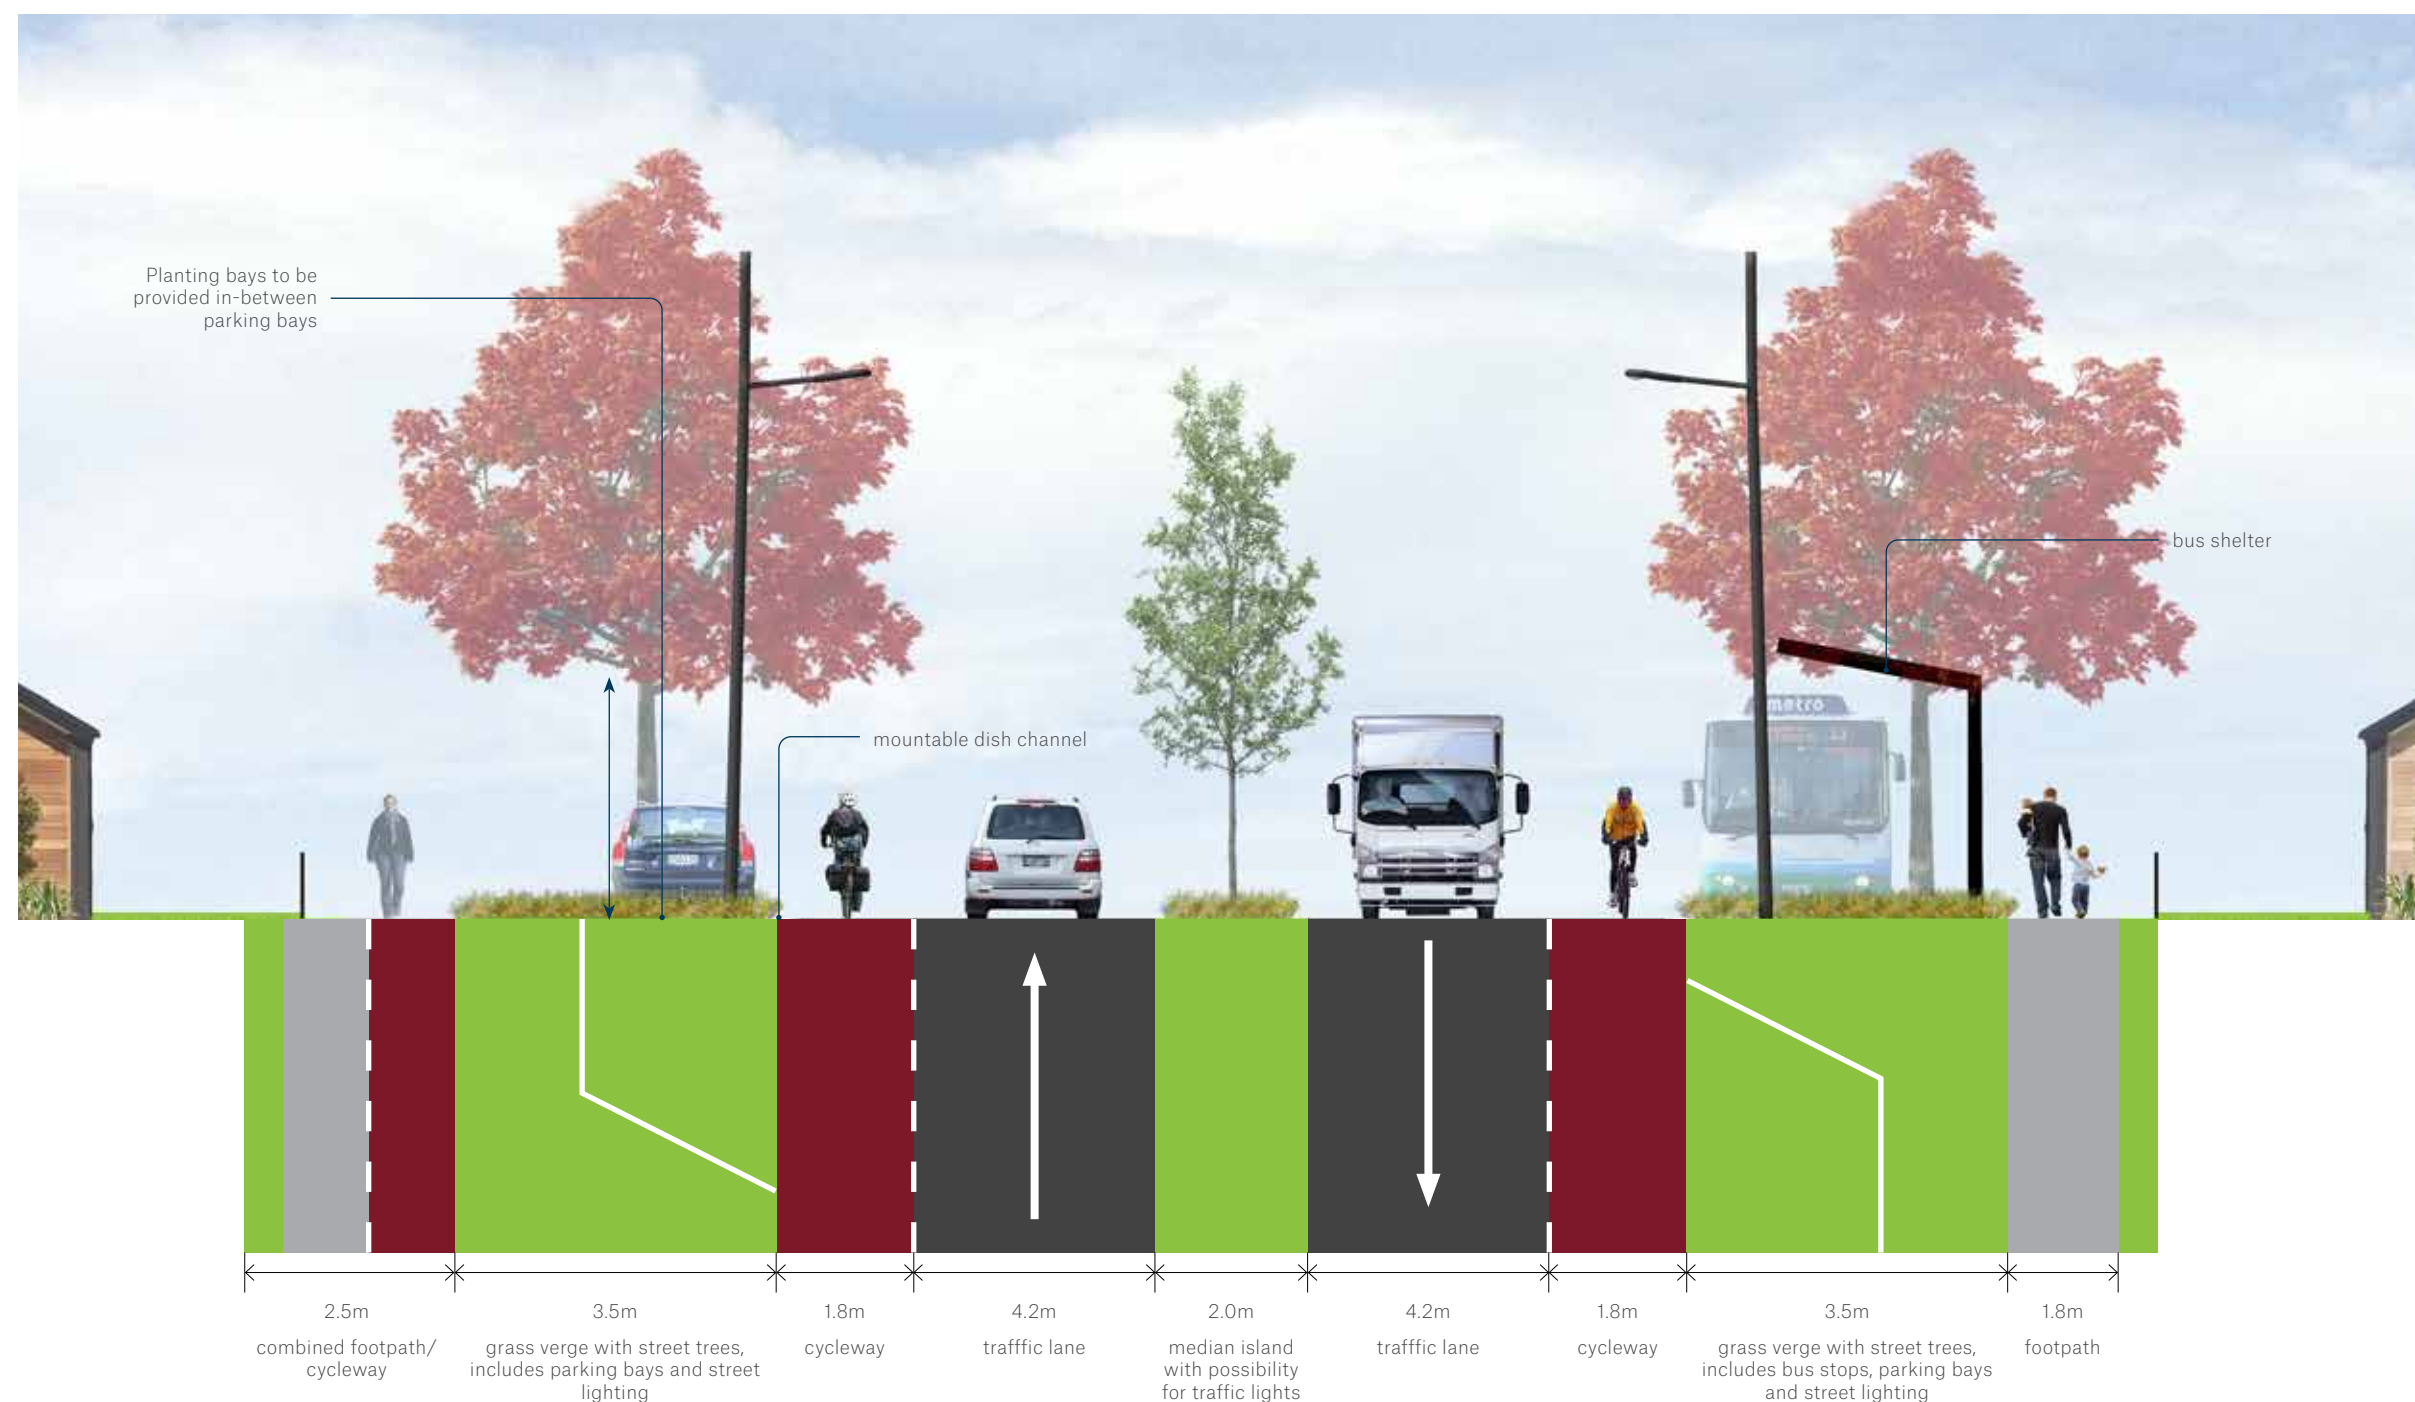 Planting bays to be
provided in-between
parking bays
bus shelter
metro
mountable dish channel
2.5m
combined footpath/
cycleway
3.5m
grass verge with street trees,
includes parking bays and street
lighting
1.8m
cycleway
4.2m
trafffic lane
2.0m
median island
with possibility
for traffic lights
4.2m
trafffic lane
1.8m
cycleway
3.5m
grass verge with street trees,
includes bus stops, parking bays
and street lighting
1.8m
footpath